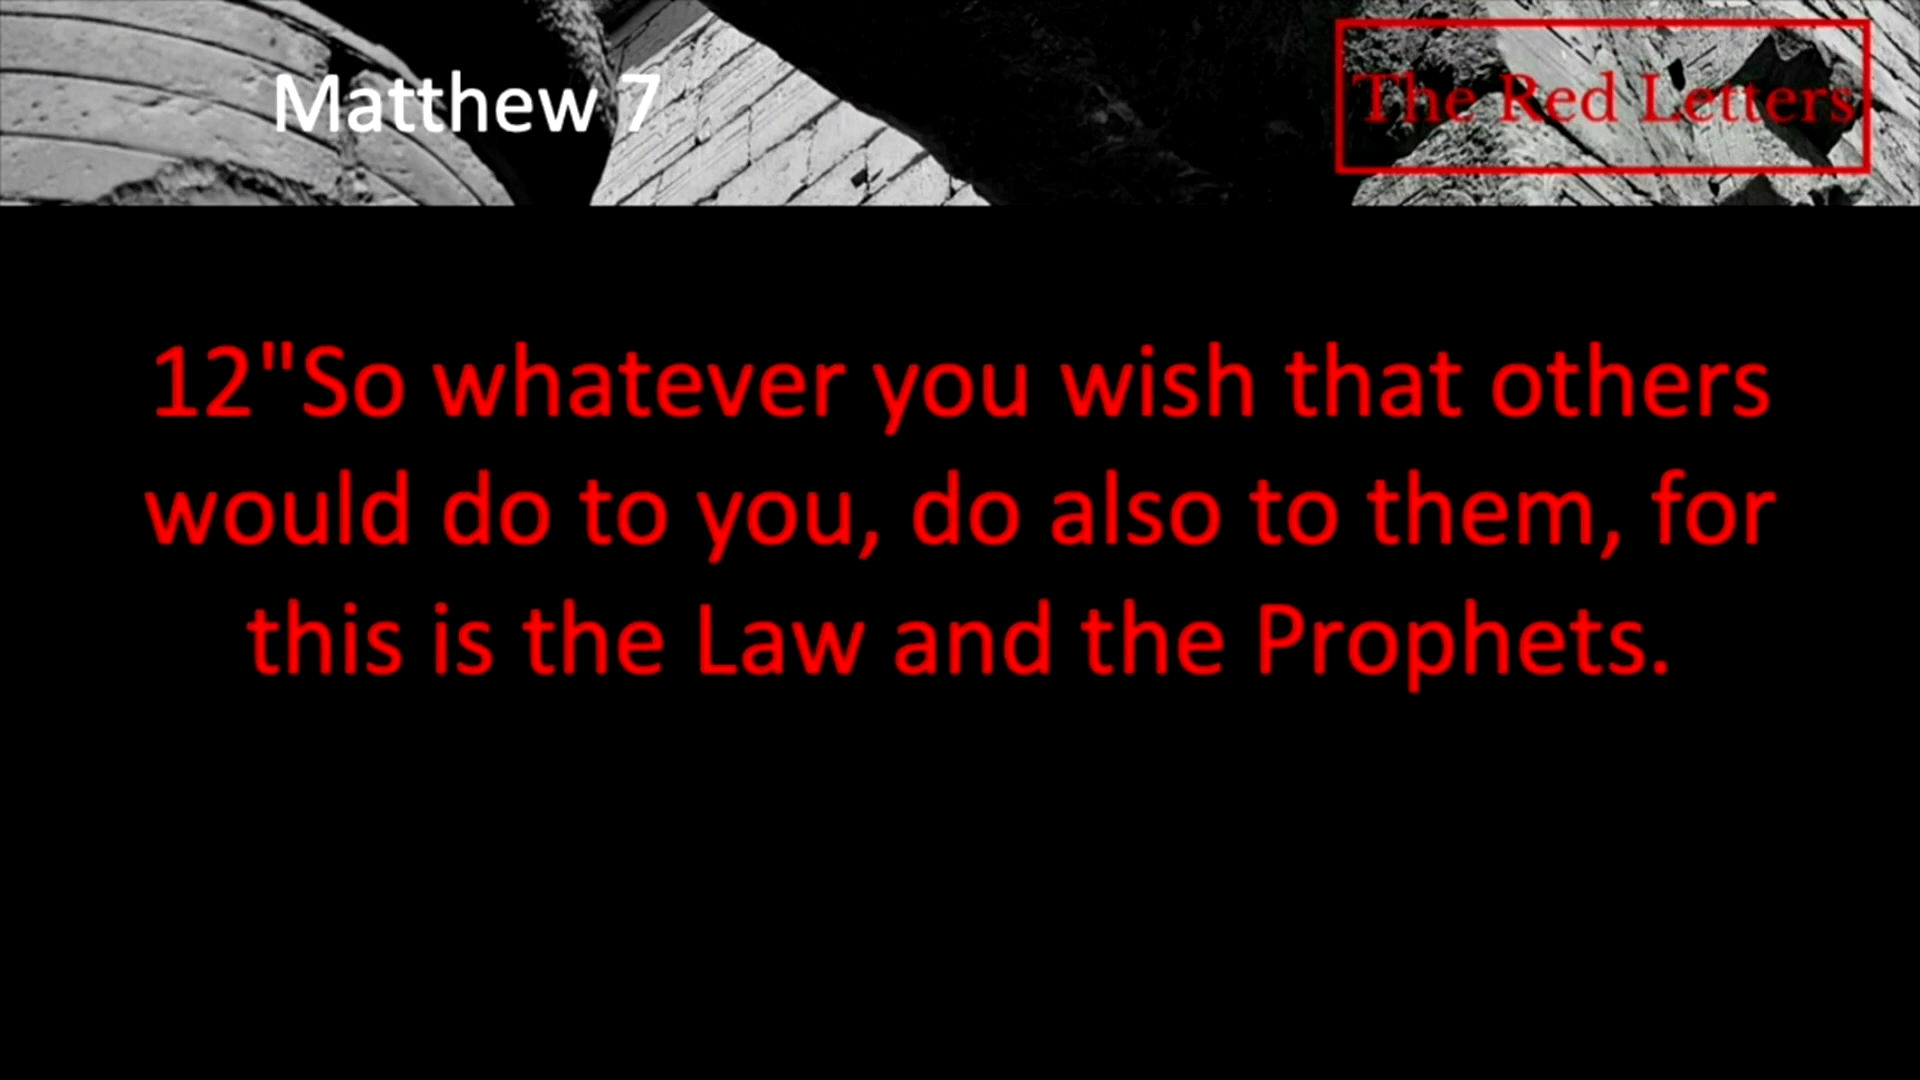 Matthew 7
The Red Letters
12"So whatever you wish that others
would do to you, do also to them, for
this is the Law and the Prophets.